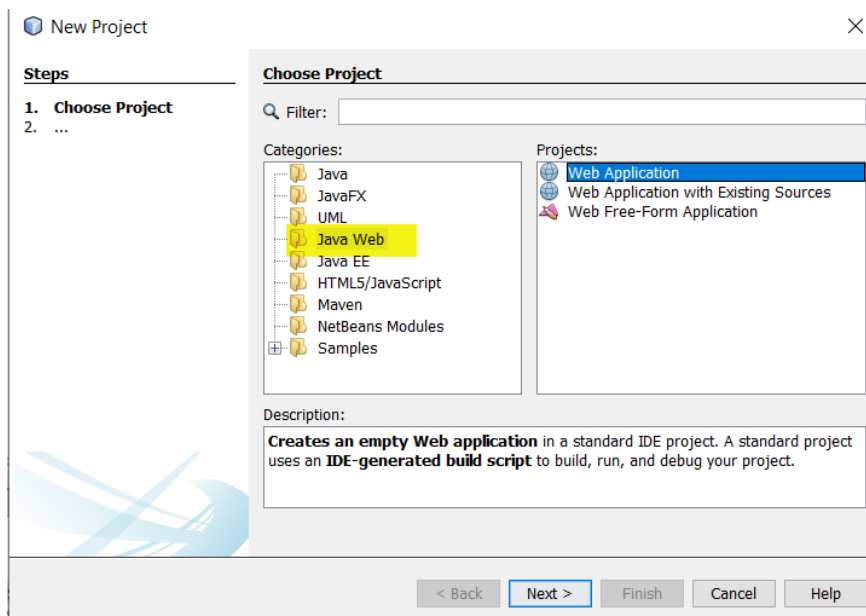 New Project
Steps
1. Choose Project
2. ...
Choose Project
Filter:
Categories:
Java
JavaFX
UML
Java Web
Java EE
HTML5/JavaScript
Maven
NetBeans Modules
Samples
Projects:
Web Application
Web Application with Existing Sources
Web Free-Form Application
Description:
Creates an empty Web application in a standard IDE project. A standard project
uses an IDE-generated build script to build, run, and debug your project.
< Back
Next >
Finish
Cancel
Help